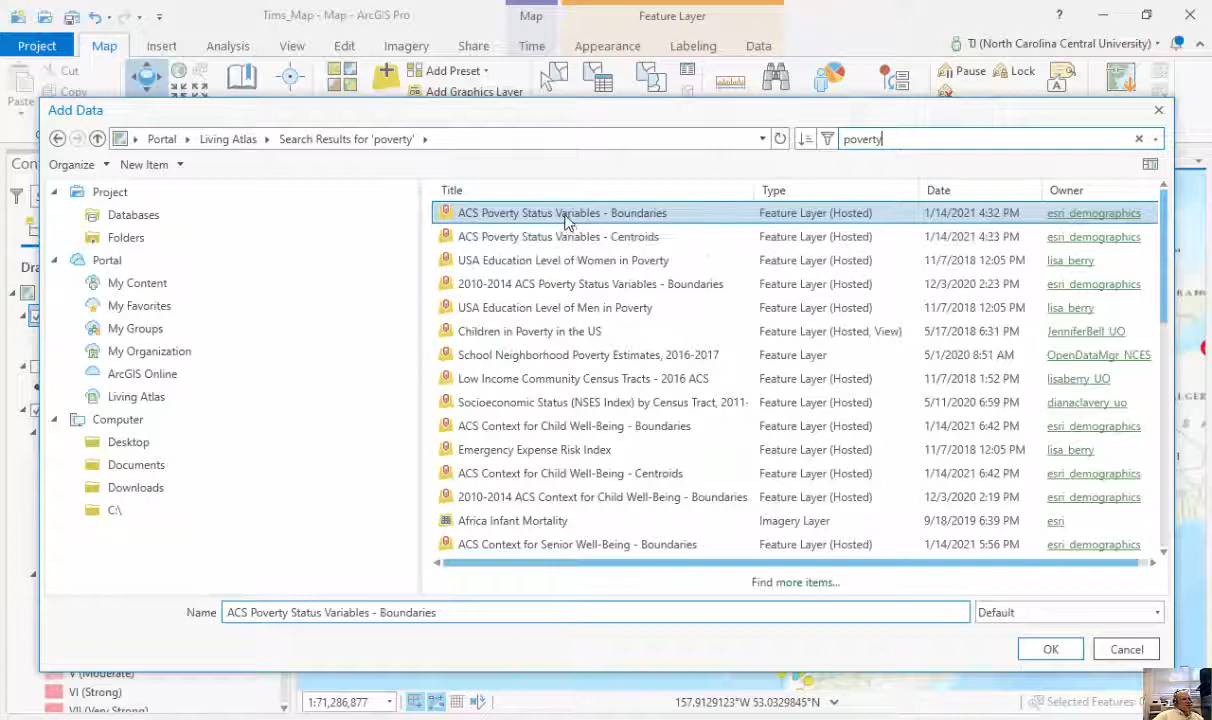 Tims_Map - Map - ArcGIS Pro
Map
Feature Layer
?
Project
Map
Insert
Analysis
View
Edit
Imagery
Share
Time
Appearance
Labeling
Data
TJ (North Carolina Central University)
Cut
Copy
Paste
Add Preset
Add Graphics Layer
Pause
Lock
Add Data
Portal
Living Atlas
Search Results for 'poverty'
poverty
Organize
New Item
Project
Databases
Folders
Portal
My Content
My Favorites
My Groups
My Organization
ArcGIS Online
Living Atlas
Computer
Desktop
Documents
Downloads
C:\
Title Type Date Owner
ACS Poverty Status Variables - Boundaries Feature Layer (Hosted) 1/14/2021 4:32 PM esri_demographics
ACS Poverty Status Variables - Centroids Feature Layer (Hosted) 1/14/2021 4:33 PM esri_demographics
USA Education Level of Women in Poverty Feature Layer (Hosted) 11/7/2018 12:05 PM lisa_berry
2010-2014 ACS Poverty Status Variables - Boundaries Feature Layer (Hosted) 12/3/2020 2:23 PM esri_demographics
USA Education Level of Men in Poverty Feature Layer (Hosted) 11/7/2018 12:05 PM lisa_berry
Children in Poverty in the US Feature Layer (Hosted, View) 5/17/2018 6:31 PM JenniferBell_UO
School Neighborhood Poverty Estimates, 2016-2017 Feature Layer 5/1/2020 8:51 AM OpenDataMgr_NCES
Low Income Community Census Tracts - 2016 ACS Feature Layer (Hosted) 11/7/2018 1:52 PM lisaberry_UO
Socioeconomic Status (NSES Index) by Census Tract, 2011- Feature Layer (Hosted) 5/11/2020 6:59 PM dianaclavery_uo
ACS Context for Child Well-Being - Boundaries Feature Layer (Hosted) 1/14/2021 6:42 PM esri_demographics
Emergency Expense Risk Index Feature Layer (Hosted) 11/7/2018 12:05 PM lisa_berry
ACS Context for Child Well-Being - Centroids Feature Layer (Hosted) 1/14/2021 6:42 PM esri_demographics
2010-2014 ACS Context for Child Well-Being - Boundaries Feature Layer (Hosted) 12/3/2020 2:19 PM esri_demographics
Africa Infant Mortality Imagery Layer 9/18/2019 6:39 PM esri
ACS Context for Senior Well-Being - Boundaries Feature Layer (Hosted) 1/14/2021 5:56 PM esri_demographics
Find more items...
Name ACS Poverty Status Variables - Boundaries Default
OK Cancel
V (Moderate)
VI (Strong)
VII (Very Strong)
1:71,286,877
157.9129123°W 53.0329845°N
Selected Features: 0